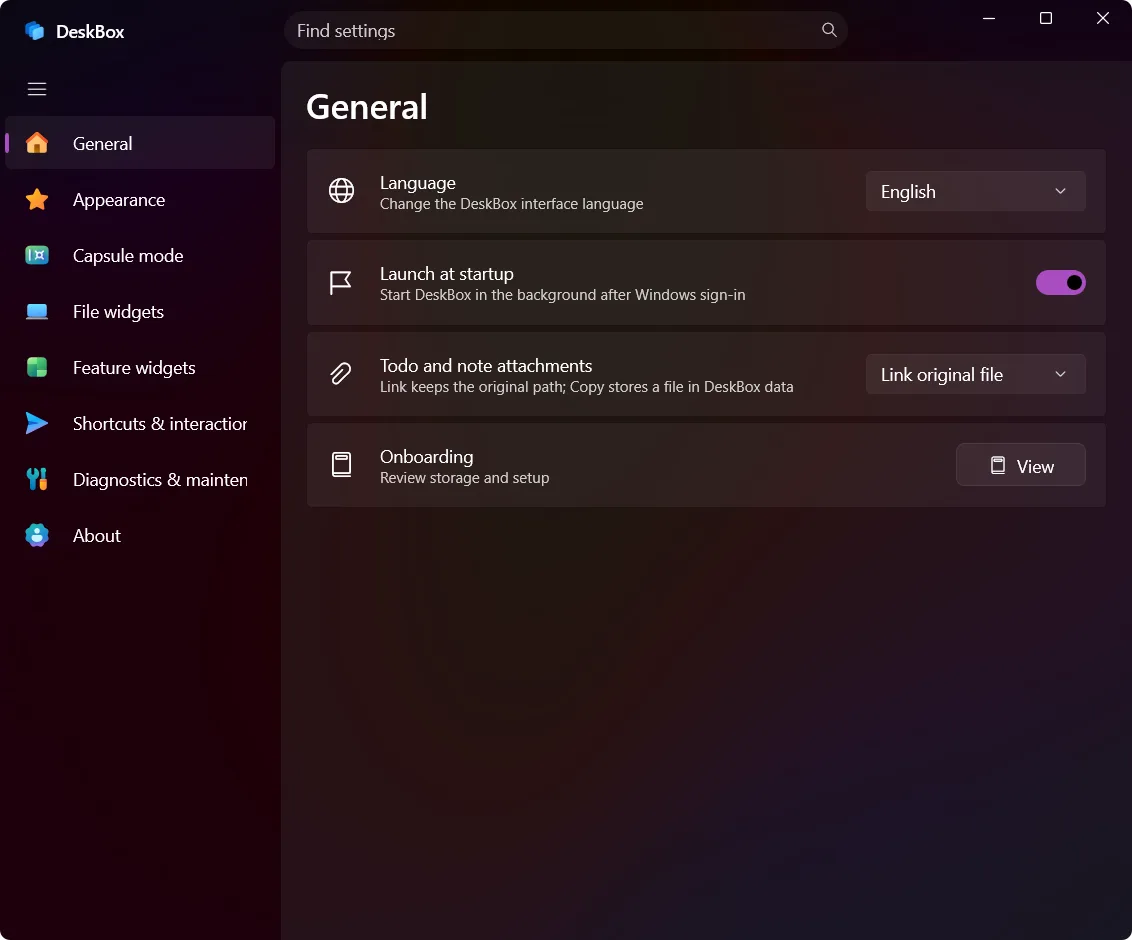 DeskBox
Find settings
General
Appearance
Capsule mode
File widgets
Feature widgets
Shortcuts & interaction
Diagnostics & mainten
About
General
Language
Change the DeskBox interface language
English
Launch at startup
Start DeskBox in the background after Windows sign-in
Todo and note attachments
Link keeps the original path; Copy stores a file in DeskBox data
Link original file
Onboarding
Review storage and setup
View